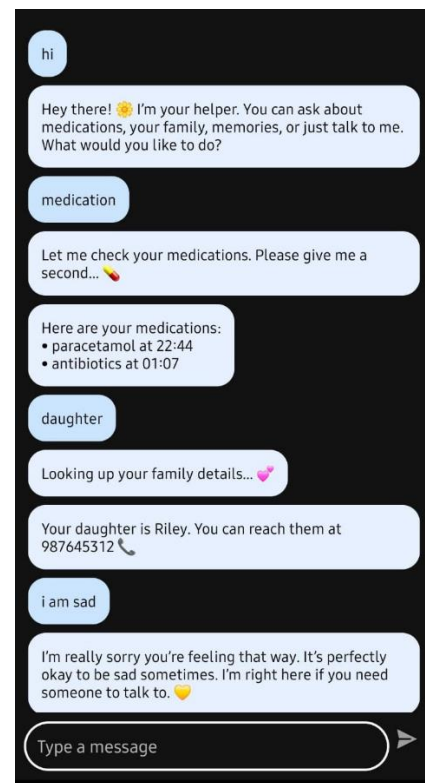 hi
Hey there! 🌼 I'm your helper. You can ask about
medications, your family, memories, or just talk to me.
What would you like to do?
medication
Let me check your medications. Please give me a
second... 💊
Here are your medications:
• paracetamol at 22:44
• antibiotics at 01:07
daughter
Looking up your family details... 💕
Your daughter is Riley. You can reach them at
987645312 📞
i am sad
I'm really sorry you're feeling that way. It's perfectly
okay to be sad sometimes. I'm right here if you need
someone to talk to. 💛
Type a message